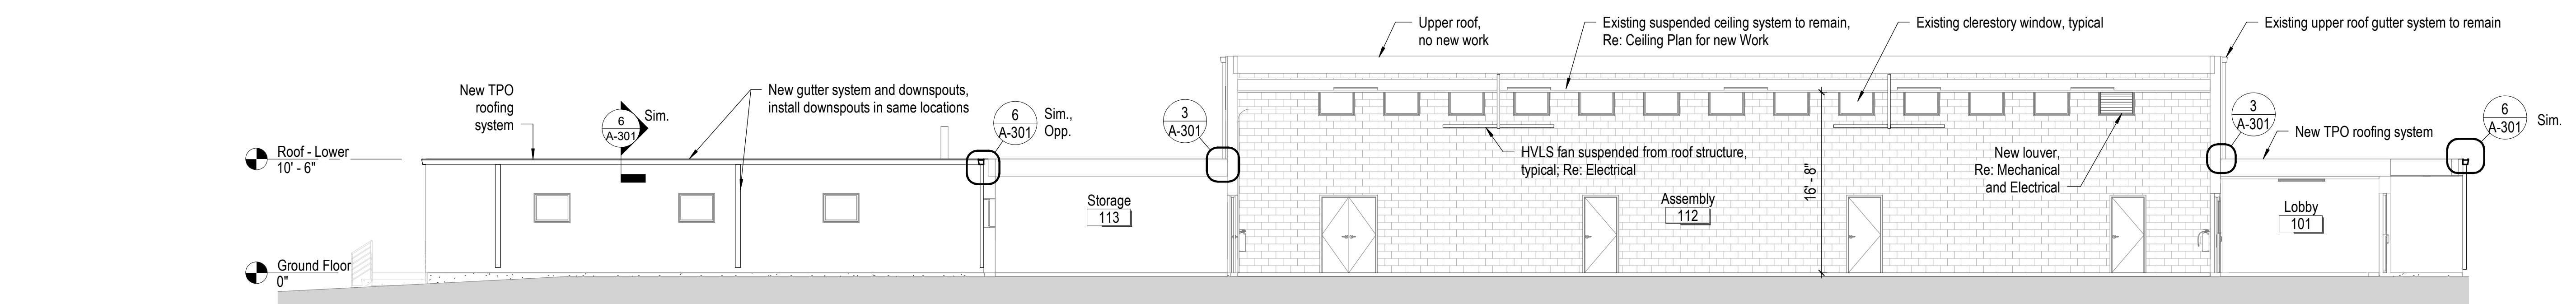 Upper roof,
no new work
Existing suspended ceiling system to remain,
Re: Ceiling Plan for new Work
Existing clerestory window, typical
Existing upper roof gutter system to remain
New TPO
roofing
system
6
A-301
Sim.
New gutter system and downspouts,
install downspouts in same locations
6
A-301
Sim.,
Opp.
3
A-301
3
A-301
6
A-301
Sim.
New TPO roofing system
Roof - Lower
10' - 6"
HVLS fan suspended from roof structure,
typical; Re: Electrical
New louver,
Re: Mechanical
and Electrical
16' - 8"
Storage
113
Assembly
112
Lobby
101
Ground Floor
0"